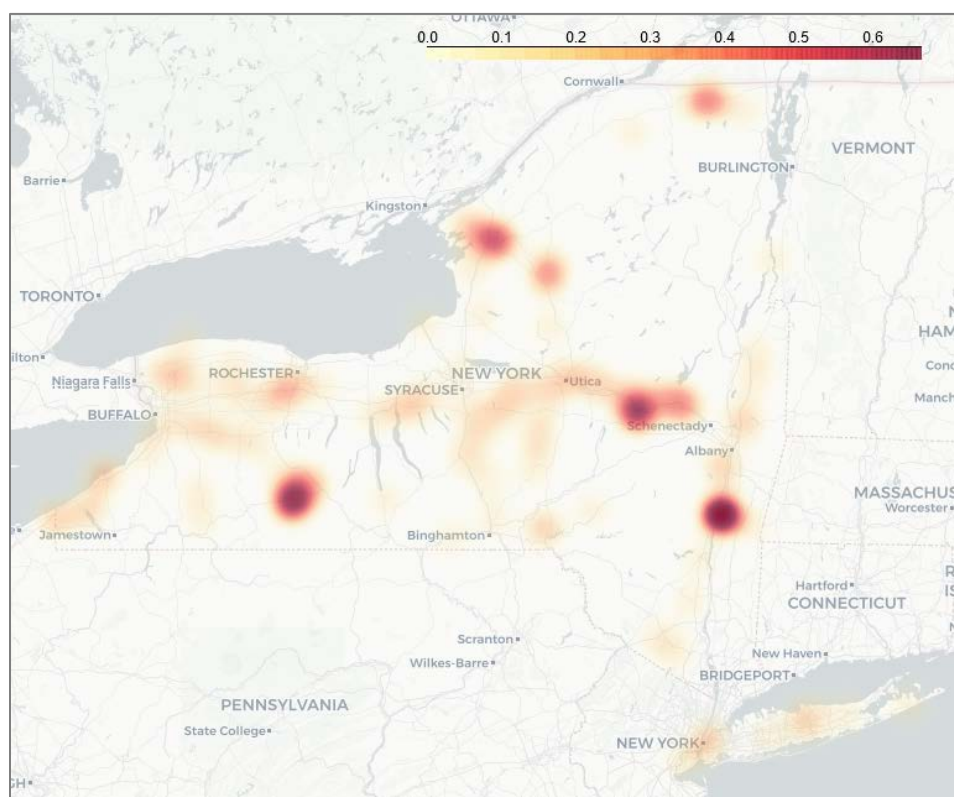 OTTAWA
0.0 0.1 0.2 0.3 0.4 0.5 0.6
Cornwall
VERMONT
BURLINGTON
Barrie
Kingston
TORONTO
HAM
ilton
Niagara Falls
ROCHESTER
NEW YORK
Utica
SYRACUSE
Conc
Manch
BUFFALO
Schenectady
Albany
MASSACHUS
Worcester
Jamestown
Binghamton
Hartford
CONNECTICUT
Scranton
New Haven
Wilkes-Barre
BRIDGEPORT
PENNSYLVANIA
State College
NEW YORK
GH